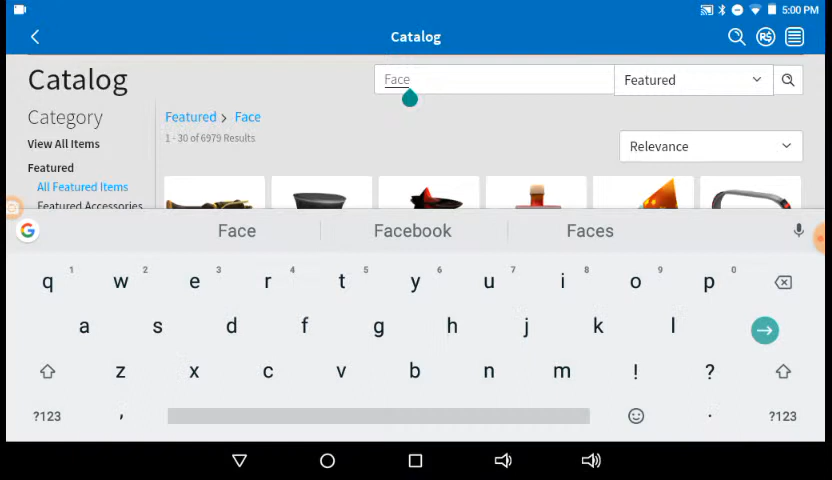 5:00 PM
Catalog
R$
Catalog
Face
Featured
Category
Featured > Face
View All Items
1 - 30 of 6979 Results
Relevance
Featured
All Featured Items
Featured Accessories
G
Face
Facebook
Faces
q 1 w 2 e 3 r 4 t 5 y 6 u 7 i 8 o 9 p 0
a s d f g h j k l
z x c v b n m ! ?
?123 , . ?123